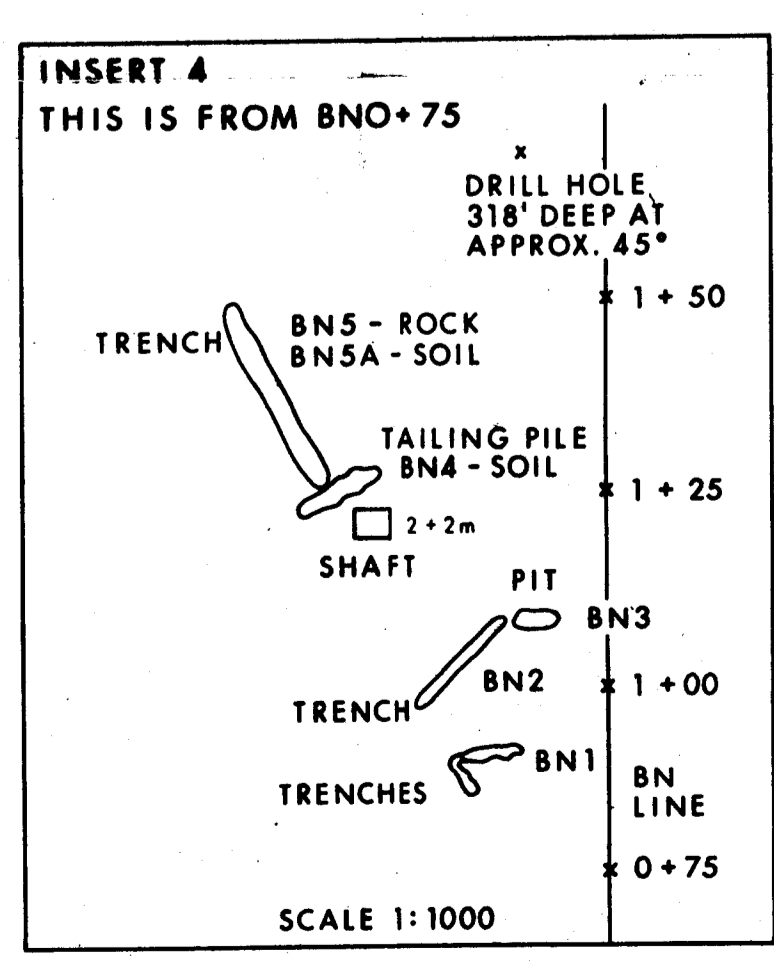 INSERT 4
THIS IS FROM BNO+75
x
DRILL HOLE
318' DEEP AT
APPROX. 45°
x 1 + 50
TRENCH
BN5 - ROCK
BN5A - SOIL
TAILING PILE
BN4 - SOIL
x 1 + 25
2 + 2m
SHAFT
PIT
BN3
BN2
x 1 + 00
TRENCH
BN1
TRENCHES
BN
LINE
x 0 + 75
SCALE 1:1000